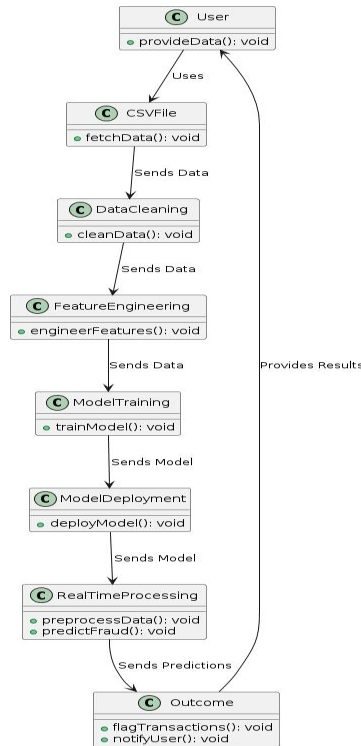 C User
provideData(): void
Uses
C CSVFile
fetchData(): void
Sends Data
C DataCleaning
cleanData(): void
Sends Data
C FeatureEngineering
engineerFeatures(): void
Sends Data
Provides Results
C ModelTraining
trainModel(): void
Sends Model
C ModelDeployment
deployModel(): void
Sends Model
C RealTimeProcessing
preprocessData(): void
predictFraud(): void
Sends Predictions
C Outcome
flagTransactions(): void
notifyUser(): void